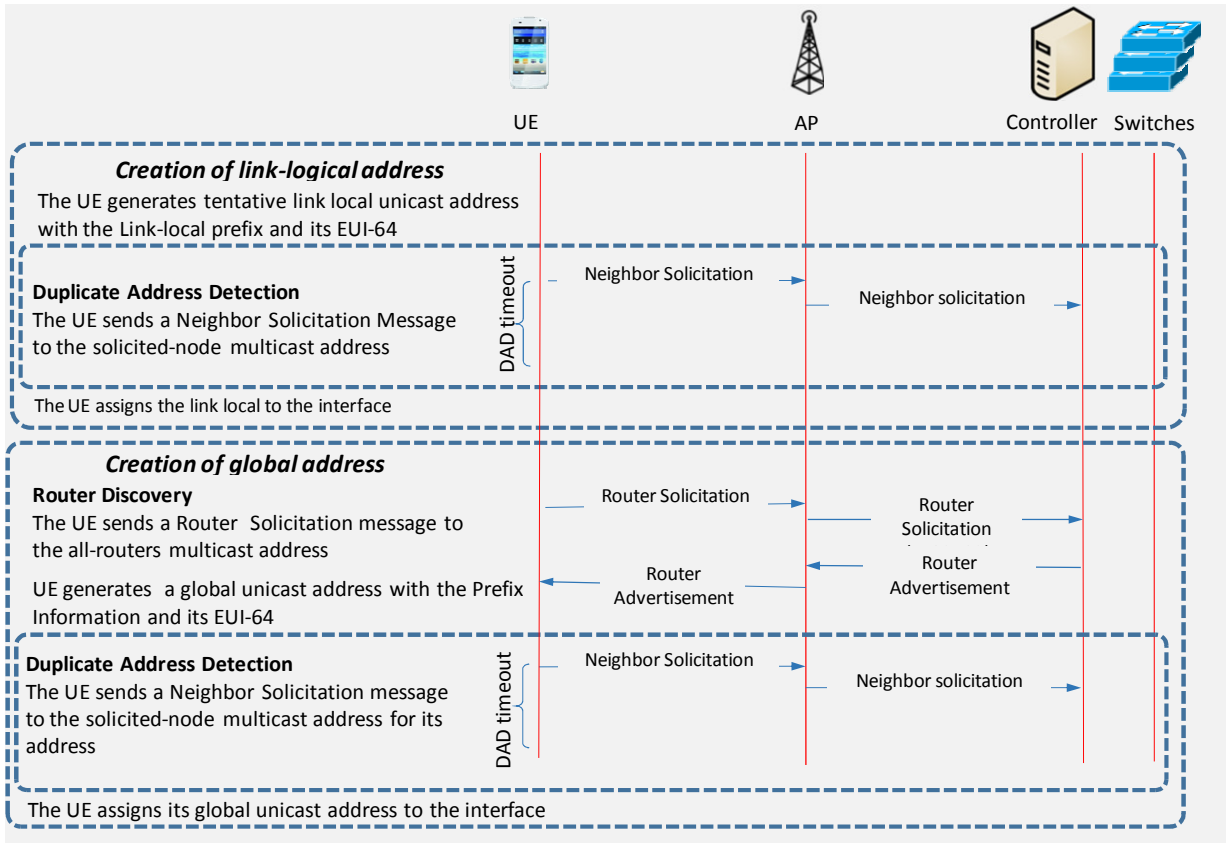 UE
AP
Controller
Switches
Creation of link-logical address
The UE generates tentative link local unicast address
with the Link-local prefix and its EUI-64
Duplicate Address Detection
The UE sends a Neighbor Solicitation Message
to the solicited-node multicast address
DAD timeout
Neighbor Solicitation
Neighbor solicitation
The UE assigns the link local to the interface
Creation of global address
Router Discovery
The UE sends a Router Solicitation message to
the all-routers multicast address
Router Solicitation
Router
Solicitation
Router
Advertisement
Router
Advertisement
UE generates a global unicast address with the Prefix
Information and its EUI-64
Duplicate Address Detection
The UE sends a Neighbor Solicitation message
to the solicited-node multicast address for its
address
DAD timeout
Neighbor Solicitation
Neighbor solicitation
The UE assigns its global unicast address to the interface